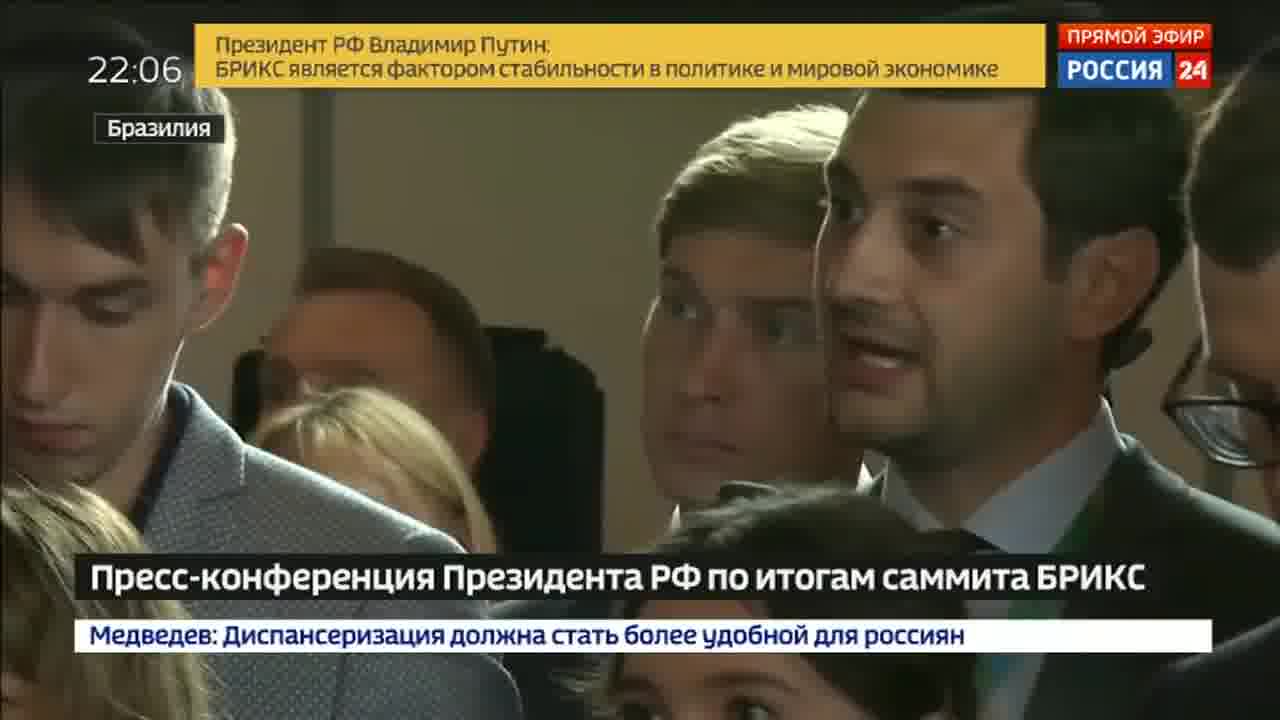 22:06
Президент РФ Владимир Путин:
БРИКС является фактором стабильности в политике и мировой экономике
ПРЯМОЙ ЭФИР
РОССИЯ 24
Бразилия
Пресс-конференция Президента РФ по итогам саммита БРИКС
Медведев: Диспансеризация должна стать более удобной для россиян